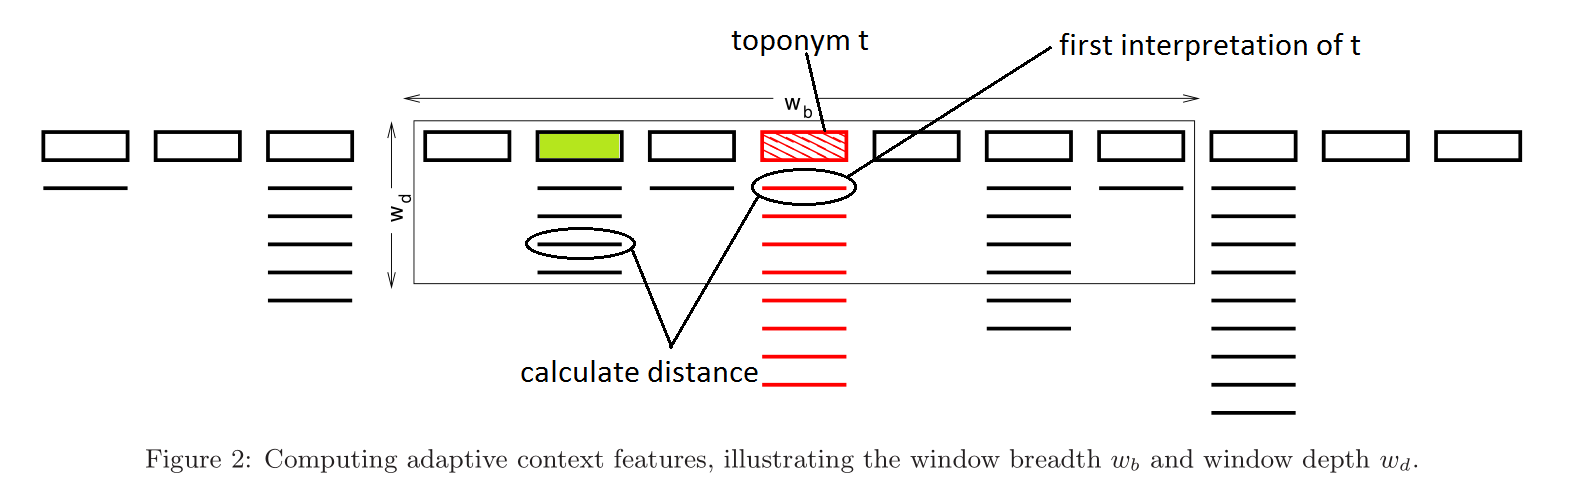 toponym t
first interpretation of t
w_b
w_d
calculate distance
Figure 2: Computing adaptive context features, illustrating the window breadth w_b and window depth w_d.